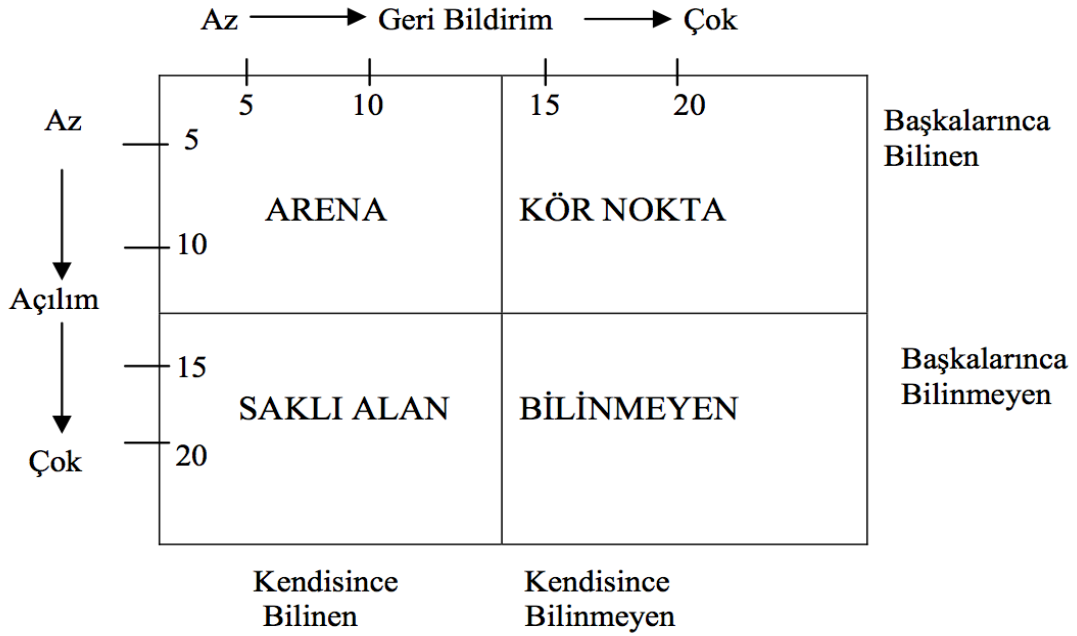 Az Geri Bildirim Çok
5 10 15 20
Az
5
Başkalarınca
Bilinen
ARENA KÖR NOKTA
10
Açılım
15
Başkalarınca
Bilinmeyen
SAKLI ALAN BİLİNMEYEN
20
Çok
Kendisince
Bilinen
Kendisince
Bilinmeyen